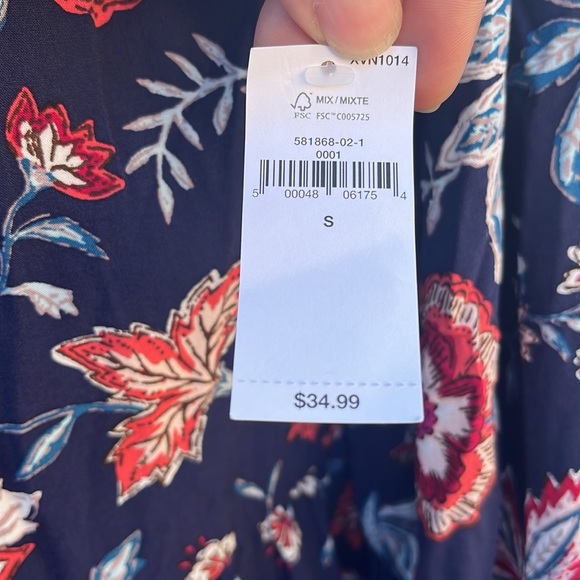 XVN1014
MIX/MIXTE
FSC FSC™ C005725
581868-02-1
0001
5 00048 06175 4
S
$34.99